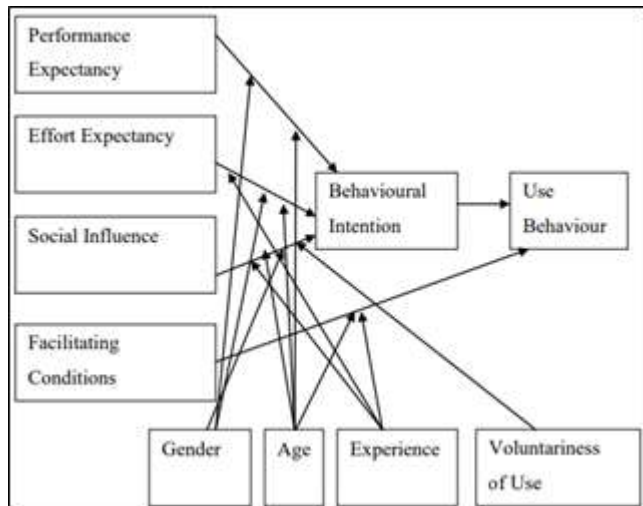 Performance
Expectancy
Effort Expectancy
Behavioural
Intention
Use
Behaviour
Social Influence
Facilitating
Conditions
Gender
Age
Experience
Voluntariness
of Use